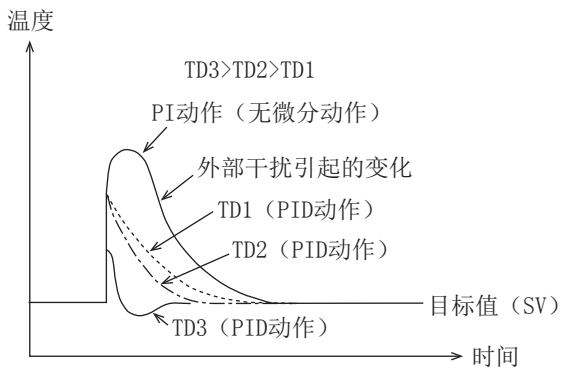 温度
TD3>TD2>TD1
PI动作（无微分动作）
外部干扰引起的变化
TD1（PID动作）
TD2（PID动作）
目标值（SV）
TD3（PID动作）
时间